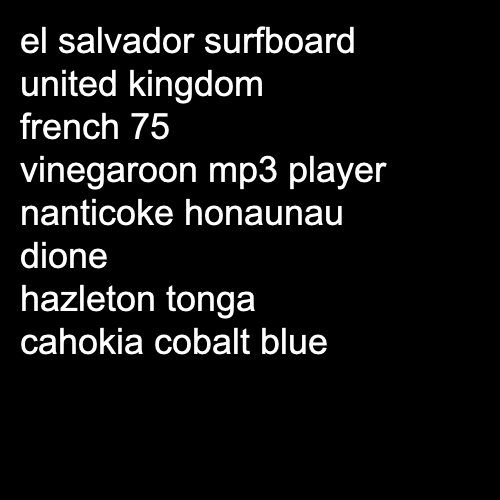 el salvador surfboard
united kingdom
french 75
vinegaroon mp3 player
nanticoke honaunau
dione
hazleton tonga
cahokia cobalt blue